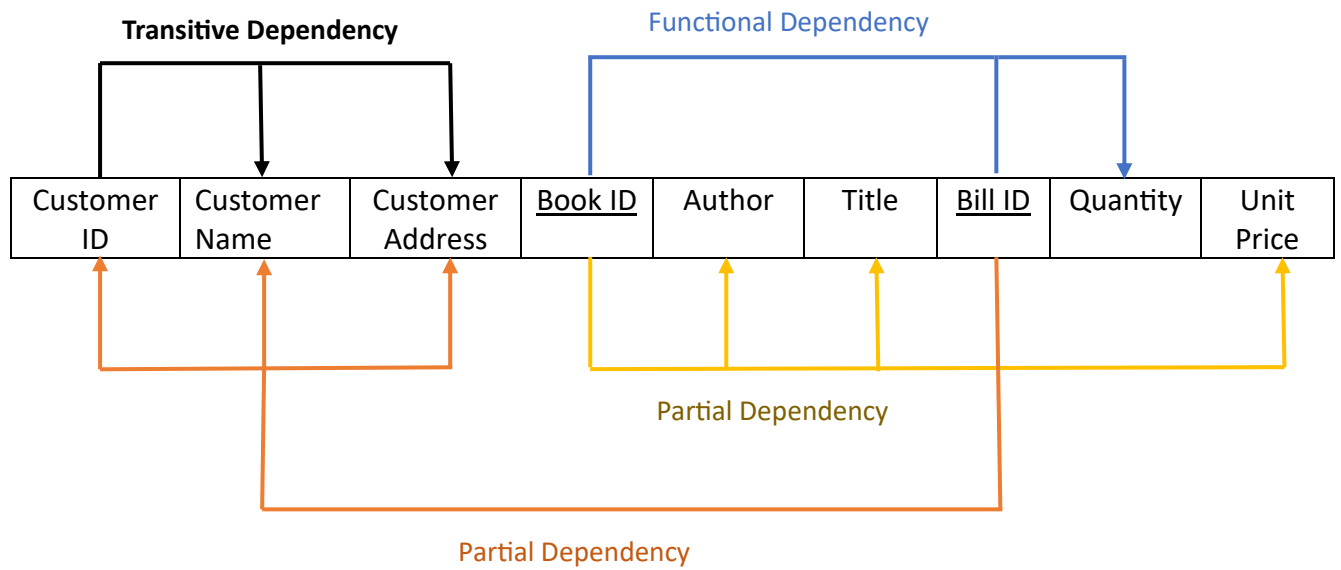 Transitive Dependency
Functional Dependency
Customer
ID
Customer
Name
Customer
Address
Book ID
Author
Title
Bill ID
Quantity
Unit
Price
Partial Dependency
Partial Dependency